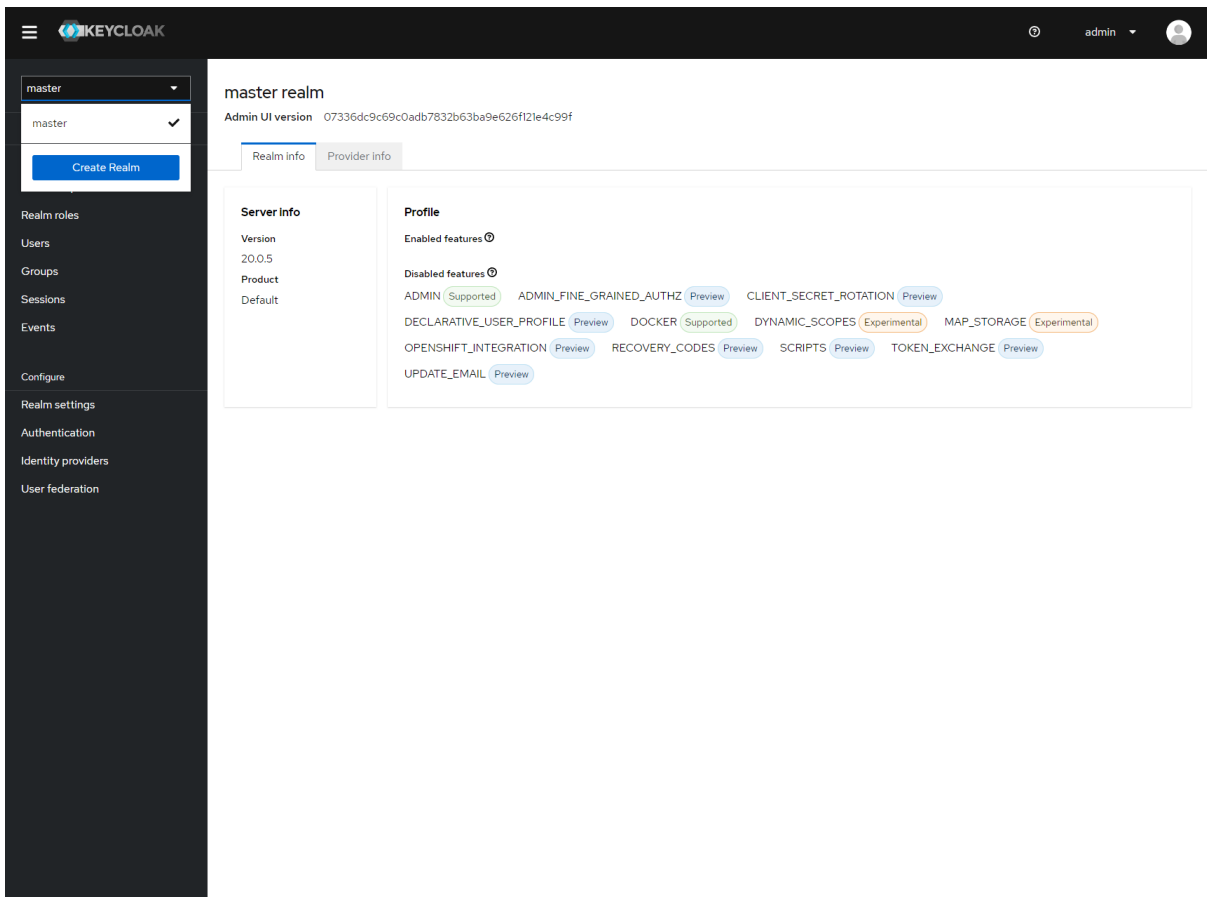 KEYCLOAK
admin
master
master
Create Realm
Realm roles
Users
Groups
Sessions
Events
Configure
Realm settings
Authentication
Identity providers
User federation
master realm
Admin UI version 07336dc9c69c0adb7832b63ba9e626f121e4c99f
Realm info Provider info
Server info
Version
20.0.5
Product
Default
Profile
Enabled features
Disabled features
ADMIN Supported ADMIN_FINE_GRAINED_AUTHZ Preview CLIENT_SECRET_ROTATION Preview
DECLARATIVE_USER_PROFILE Preview DOCKER Supported DYNAMIC_SCOPES Experimental MAP_STORAGE Experimental
OPENSHIFT_INTEGRATION Preview RECOVERY_CODES Preview SCRIPTS Preview TOKEN_EXCHANGE Preview
UPDATE_EMAIL Preview